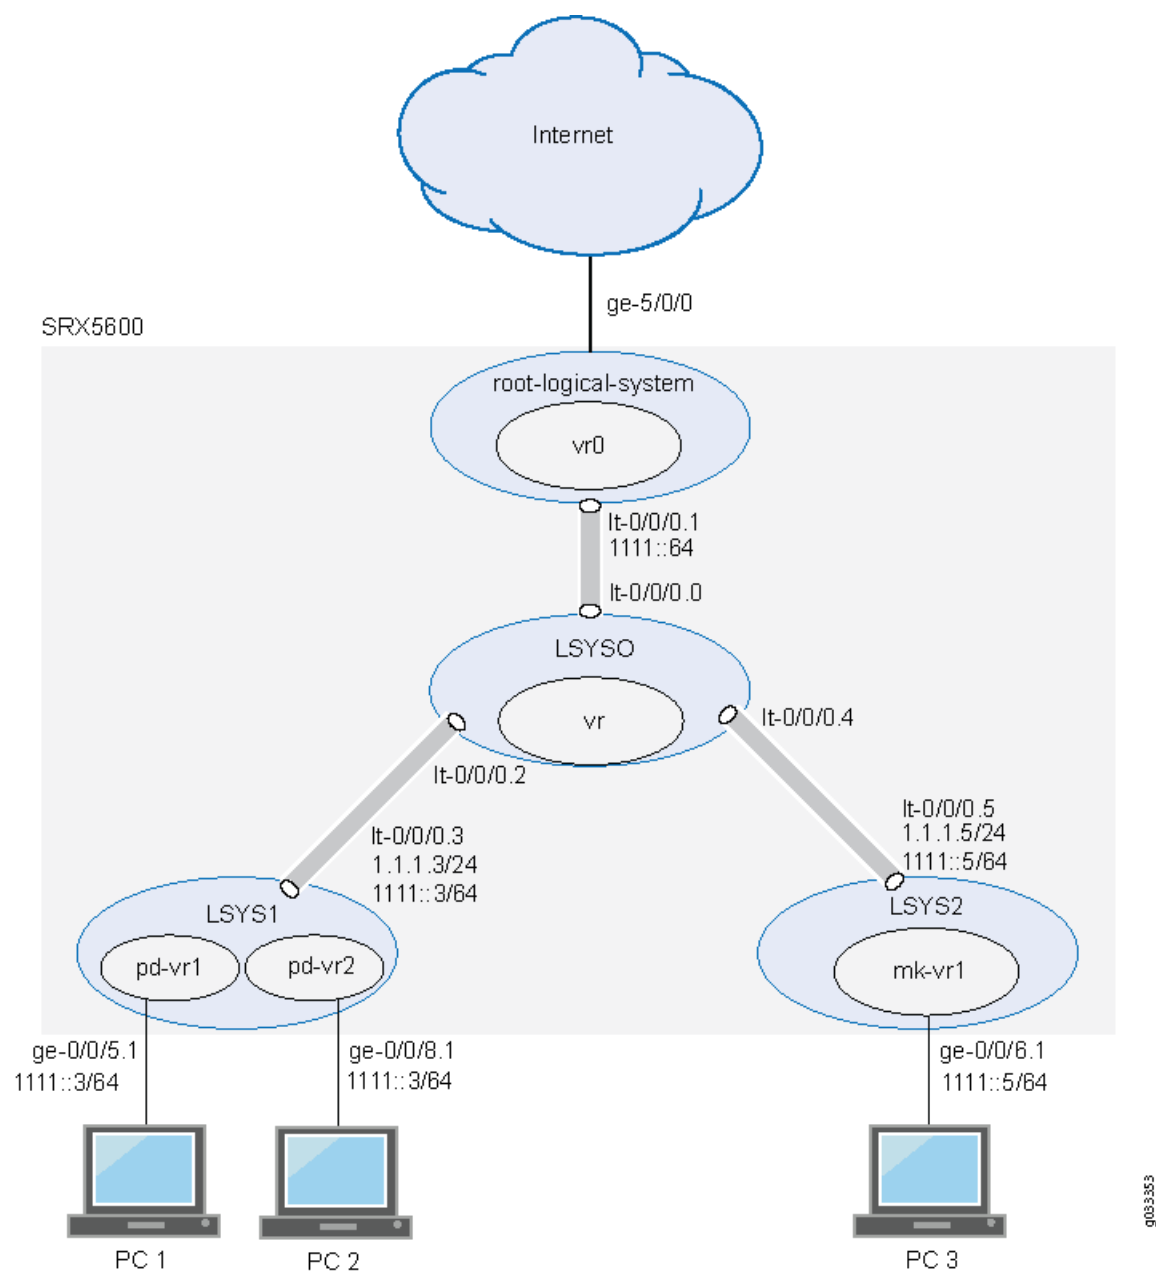 Internet
ge-5/0/0
SRX5600
root-logical-system
vr0
lt-0/0/0.1
1111::64
lt-0/0/0.0
LSYSO
vr
lt-0/0/0.4
lt-0/0/0.2
lt-0/0/0.3
1.1.1.3/24
1111::3/64
lt-0/0/0.5
1.1.1.5/24
1111::5/64
LSYS1
pd-vr1
pd-vr2
LSYS2
mk-vr1
ge-0/0/5.1
1111::3/64
ge-0/0/8.1
1111::3/64
ge-0/0/6.1
1111::5/64
PC 1
PC 2
PC 3
g033353